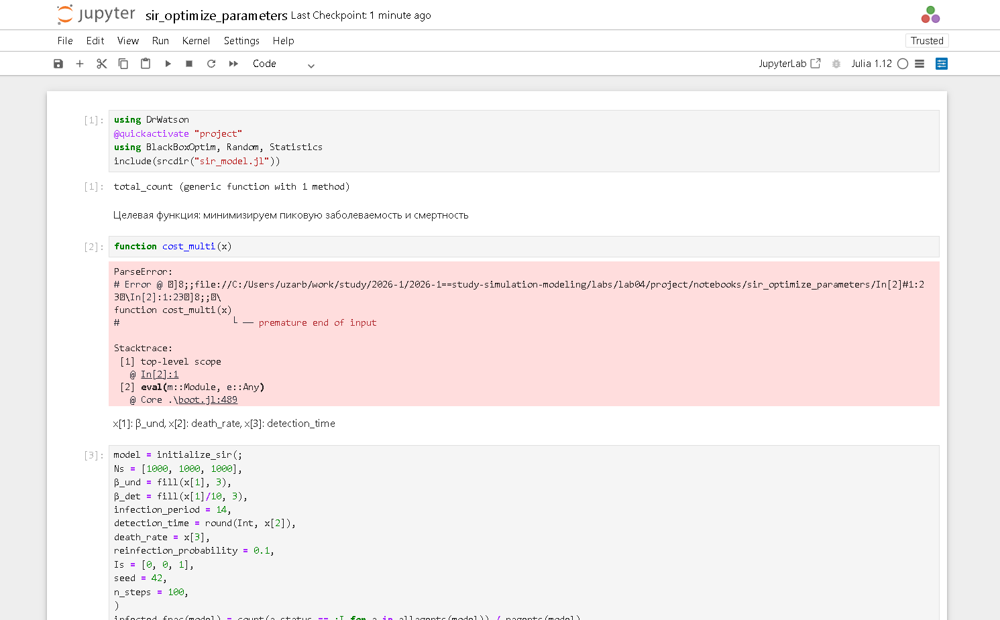 jupyter sir_optimize_parameters Last Checkpoint: 1 minute ago
File Edit View Run Kernel Settings Help Trusted
Code JupyterLab Julia 1.12
[1]: using DrWatson
@quickactivate "project"
using BlackBoxOptim, Random, Statistics
include(srcdir("sir_model.jl"))
[1]: total_count (generic function with 1 method)
Целевая функция: минимизируем пиковую заболеваемость и смертность
[2]: function cost_multi(x)
ParseError:
# Error @ ]8;;file://C:/Users/uzarb/work/study/2026-1/2026-1==study-simulation-modeling/labs/lab04/project/notebooks/sir_optimize_parameters/In[2]#1:2
3\In[2]:1:23]8;;\
function cost_multi(x)
# └ ── premature end of input
Stacktrace:
[1] top-level scope
@ In[2]:1
[2] eval(m::Module, e::Any)
@ Core .\boot.jl:489
x[1]: β_und, x[2]: death_rate, x[3]: detection_time
[3]: model = initialize_sir(;
Ns = [1000, 1000, 1000],
β_und = fill(x[1], 3),
β_det = fill(x[1]/10, 3),
infection_period = 14,
detection_time = round(Int, x[2]),
death_rate = x[3],
reinfection_probability = 0.1,
Is = [0, 0, 1],
seed = 42,
n_steps = 100,
)
infected_frac(model) = count(a.status == :I for a in allagents(model)) / nagents(model)